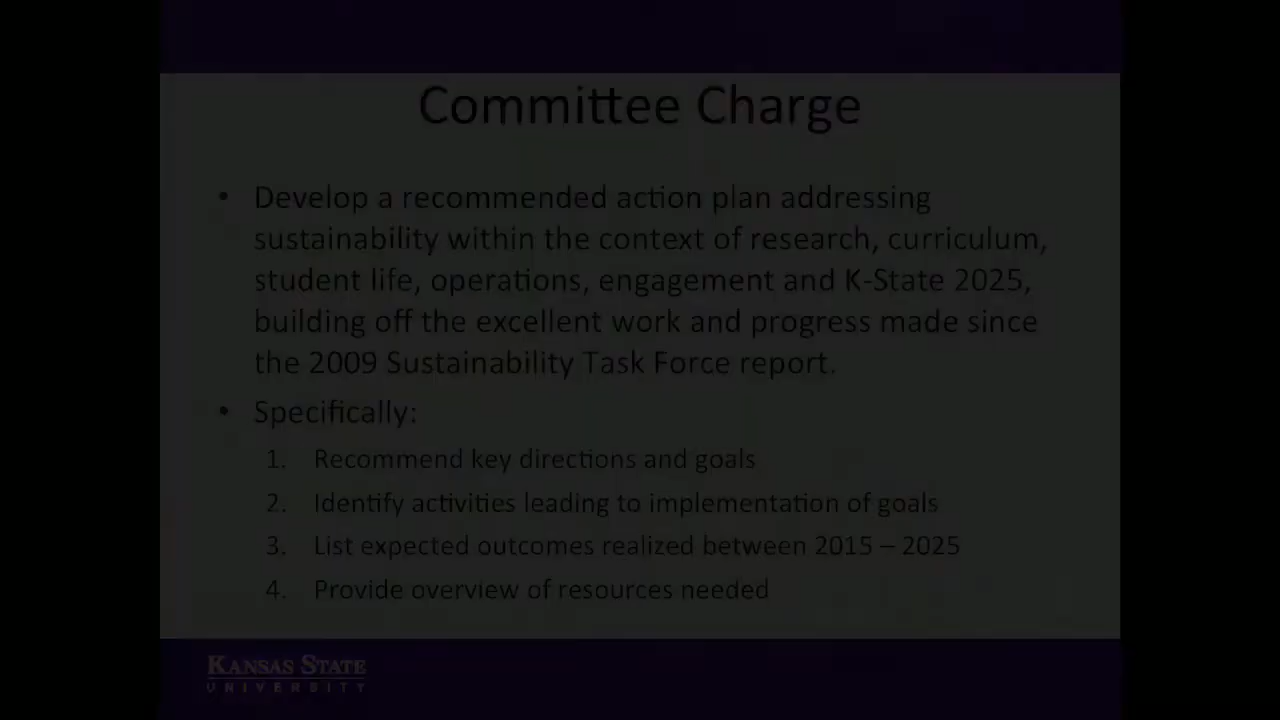 Committee Charge
• Develop a recommended action plan addressing
sustainability within the context of research, curriculum,
student life, operations, engagement and K-State 2025,
building off the excellent work and progress made since
the 2009 Sustainability Task Force report.
• Specifically:
1. Recommend key directions and goals
2. Identify activities leading to implementation of goals
3. List expected outcomes realized between 2015 – 2025
4. Provide overview of resources needed
KANSAS STATE
UNIVERSITY